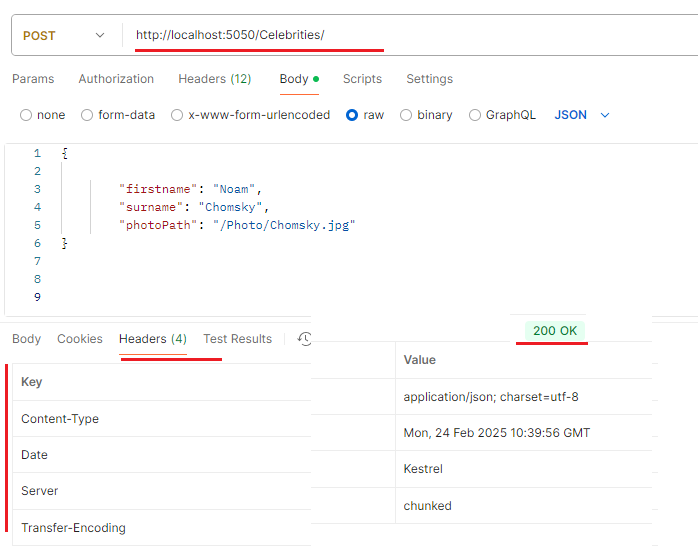 POST http://localhost:5050/Celebrities/
Params Authorization Headers (12) Body Scripts Settings
none form-data x-www-form-urlencoded raw binary GraphQL JSON
1 {
2
3 "firstname": "Noam",
4 "surname": "Chomsky",
5 "photoPath": "/Photo/Chomsky.jpg"
6 }
7
8
9
200 OK
Body Cookies Headers (4) Test Results
Key Value
Content-Type application/json; charset=utf-8
Date Mon, 24 Feb 2025 10:39:56 GMT
Server Kestrel
Transfer-Encoding chunked